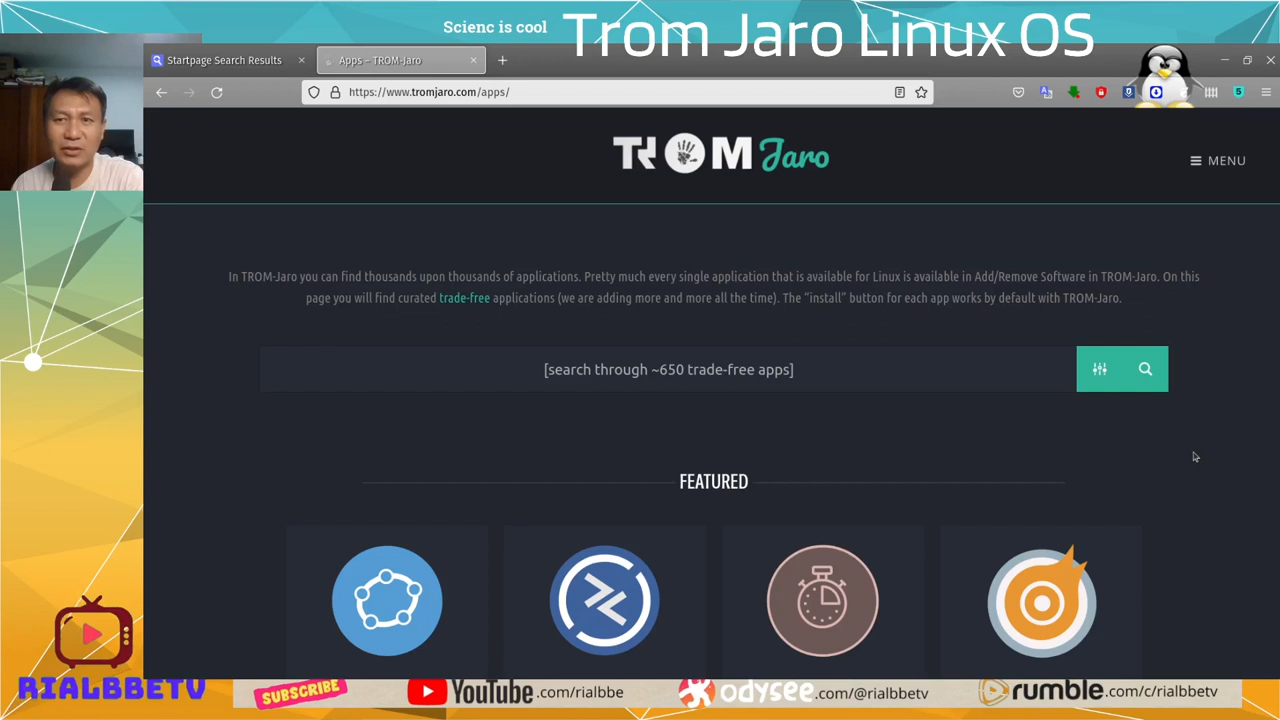 Scienc is cool
Trom Jaro Linux OS
Startpage Search Results
Apps – TROM-Jaro
https://www.tromjaro.com/apps/
5
TROM Jaro
MENU
In TROM-Jaro you can find thousands upon thousands of applications. Pretty much every single application that is available for Linux is available in Add/Remove Software in TROM-Jaro. On this
page you will find curated trade-free applications (we are adding more and more all the time). The "install" button for each app works by default with TROM-Jaro.
[search through ~650 trade-free apps]
FEATURED
RIALBBETV
SUBSCRIBE
YouTube.com/rialbbe
odysee.com/@rialbbetv
rumble.com/c/rialbbetv